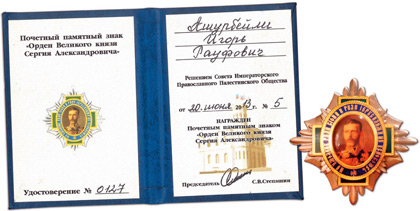 Почетный памятный знак
«Орден Великого князя
Сергия Александровича»
Удостоверение № 0127
Ашурбейли
Игорь
Рауфович
Решением Совета Императорского
Православного Палестинского Общества
от 20 июня 2013 г. № 5
НАГРАЖДЕН
Почетным памятным знаком
«Орден Великого князя
Сергия Александровича»
Председатель
С.В.Степашин